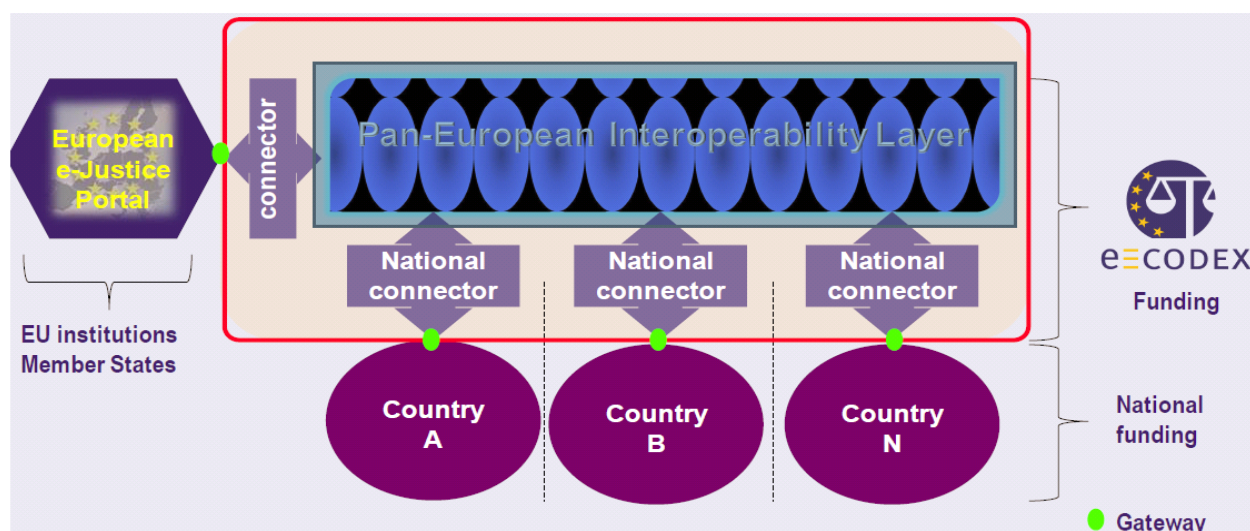 European
e-Justice
Portal
connector
Pan-European Interoperability Layer
National
connector
National
connector
National
connector
EU institutions
Member States
Country
A
Country
B
Country
N
eΞCODEX
Funding
National
funding
Gateway